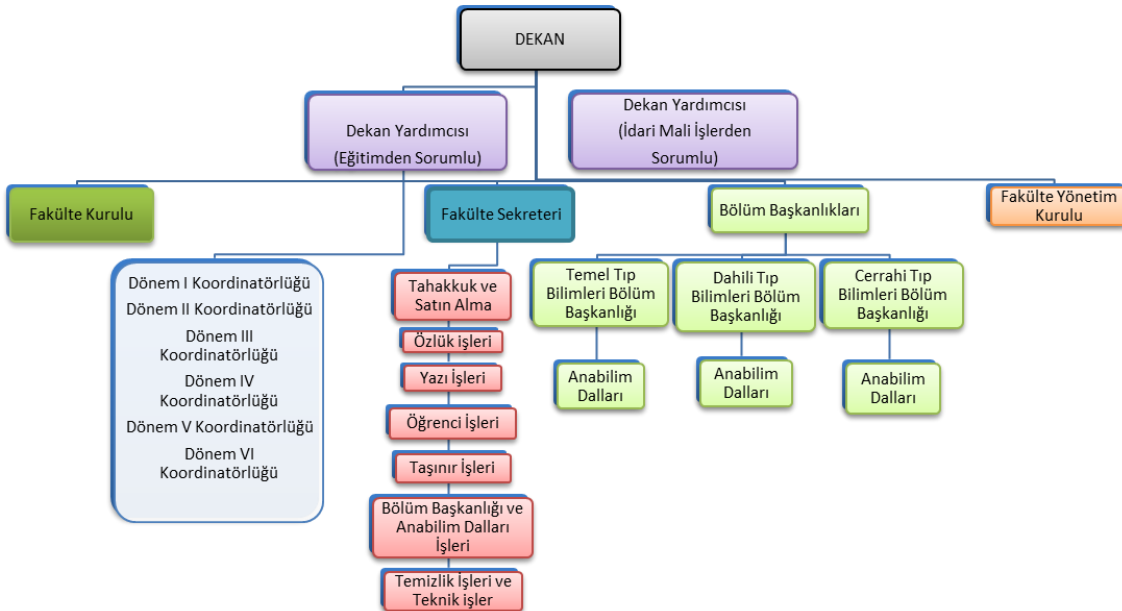 DEKAN
Dekan Yardımcısı
(Eğitimden Sorumlu)
Dekan Yardımcısı
(İdari Mali İşlerden
Sorumlu)
Fakülte Kurulu
Fakülte Sekreteri
Bölüm Başkanlıkları
Fakülte Yönetim
Kurulu
Dönem I Koordinatörlüğü
Dönem II Koordinatörlüğü
Dönem III
Koordinatörlüğü
Dönem IV
Koordinatörlüğü
Dönem V Koordinatörlüğü
Dönem VI
Koordinatörlüğü
Tahakkuk ve
Satın Alma
Özlük işleri
Yazı İşleri
Öğrenci İşleri
Taşınır İşleri
Bölüm Başkanlığı ve
Anabilim Dalları
İşleri
Temizlik İşleri ve
Teknik işler
Temel Tıp
Bilimleri Bölüm
Başkanlığı
Anabilim
Dalları
Dahili Tıp
Bilimleri Bölüm
Başkanlığı
Anabilim
Dalları
Cerrahi Tıp
Bilimleri Bölüm
Başkanlığı
Anabilim
Dalları